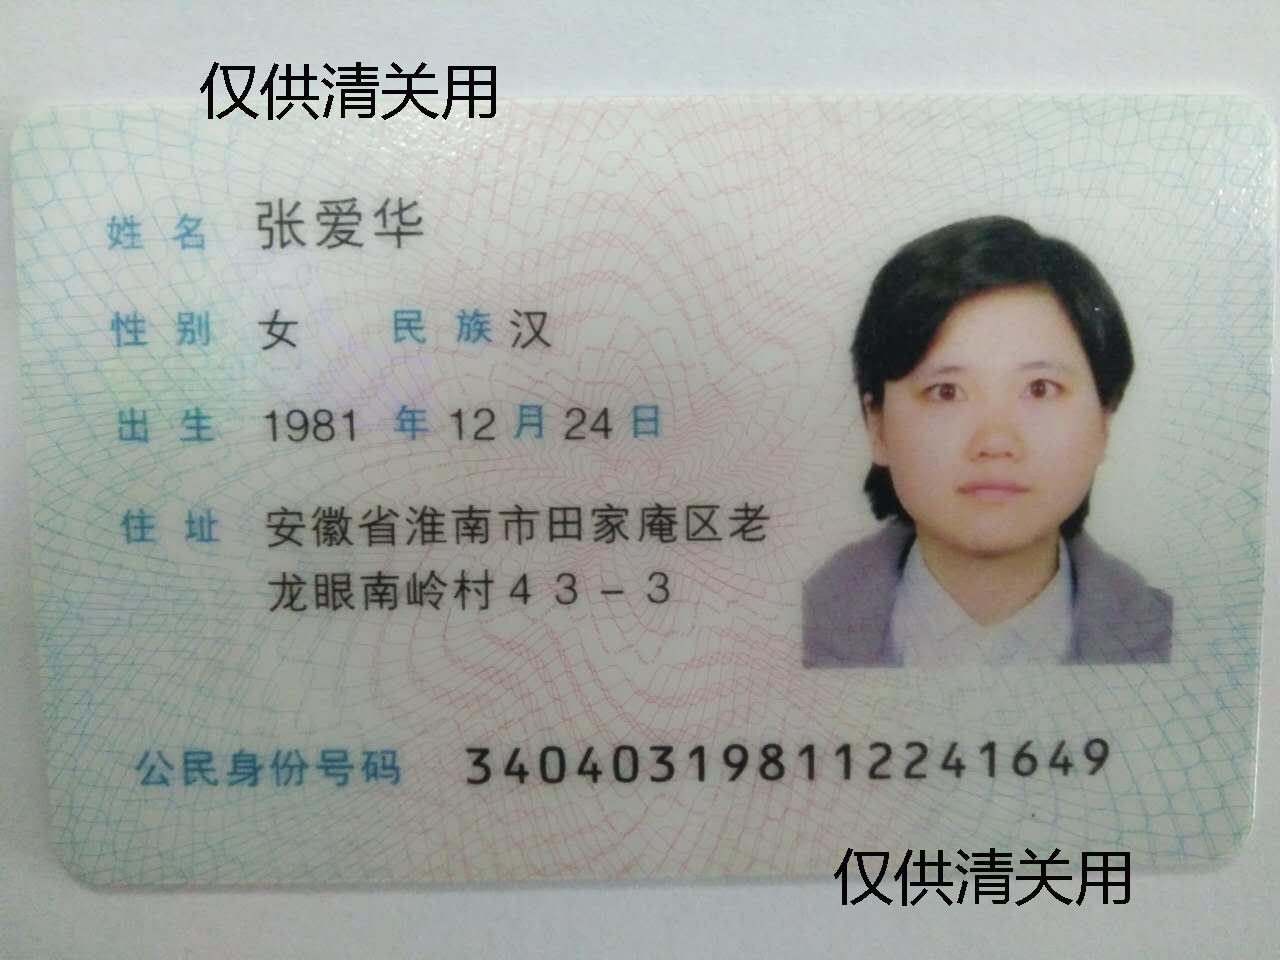 仅供清关用
姓名 张爱华
性别 女 民族 汉
出生 1981 年 12 月 24 日
住址 安徽省淮南市田家庵区老
龙眼南岭村43-3
公民身份号码 340403198112241649
仅供清关用